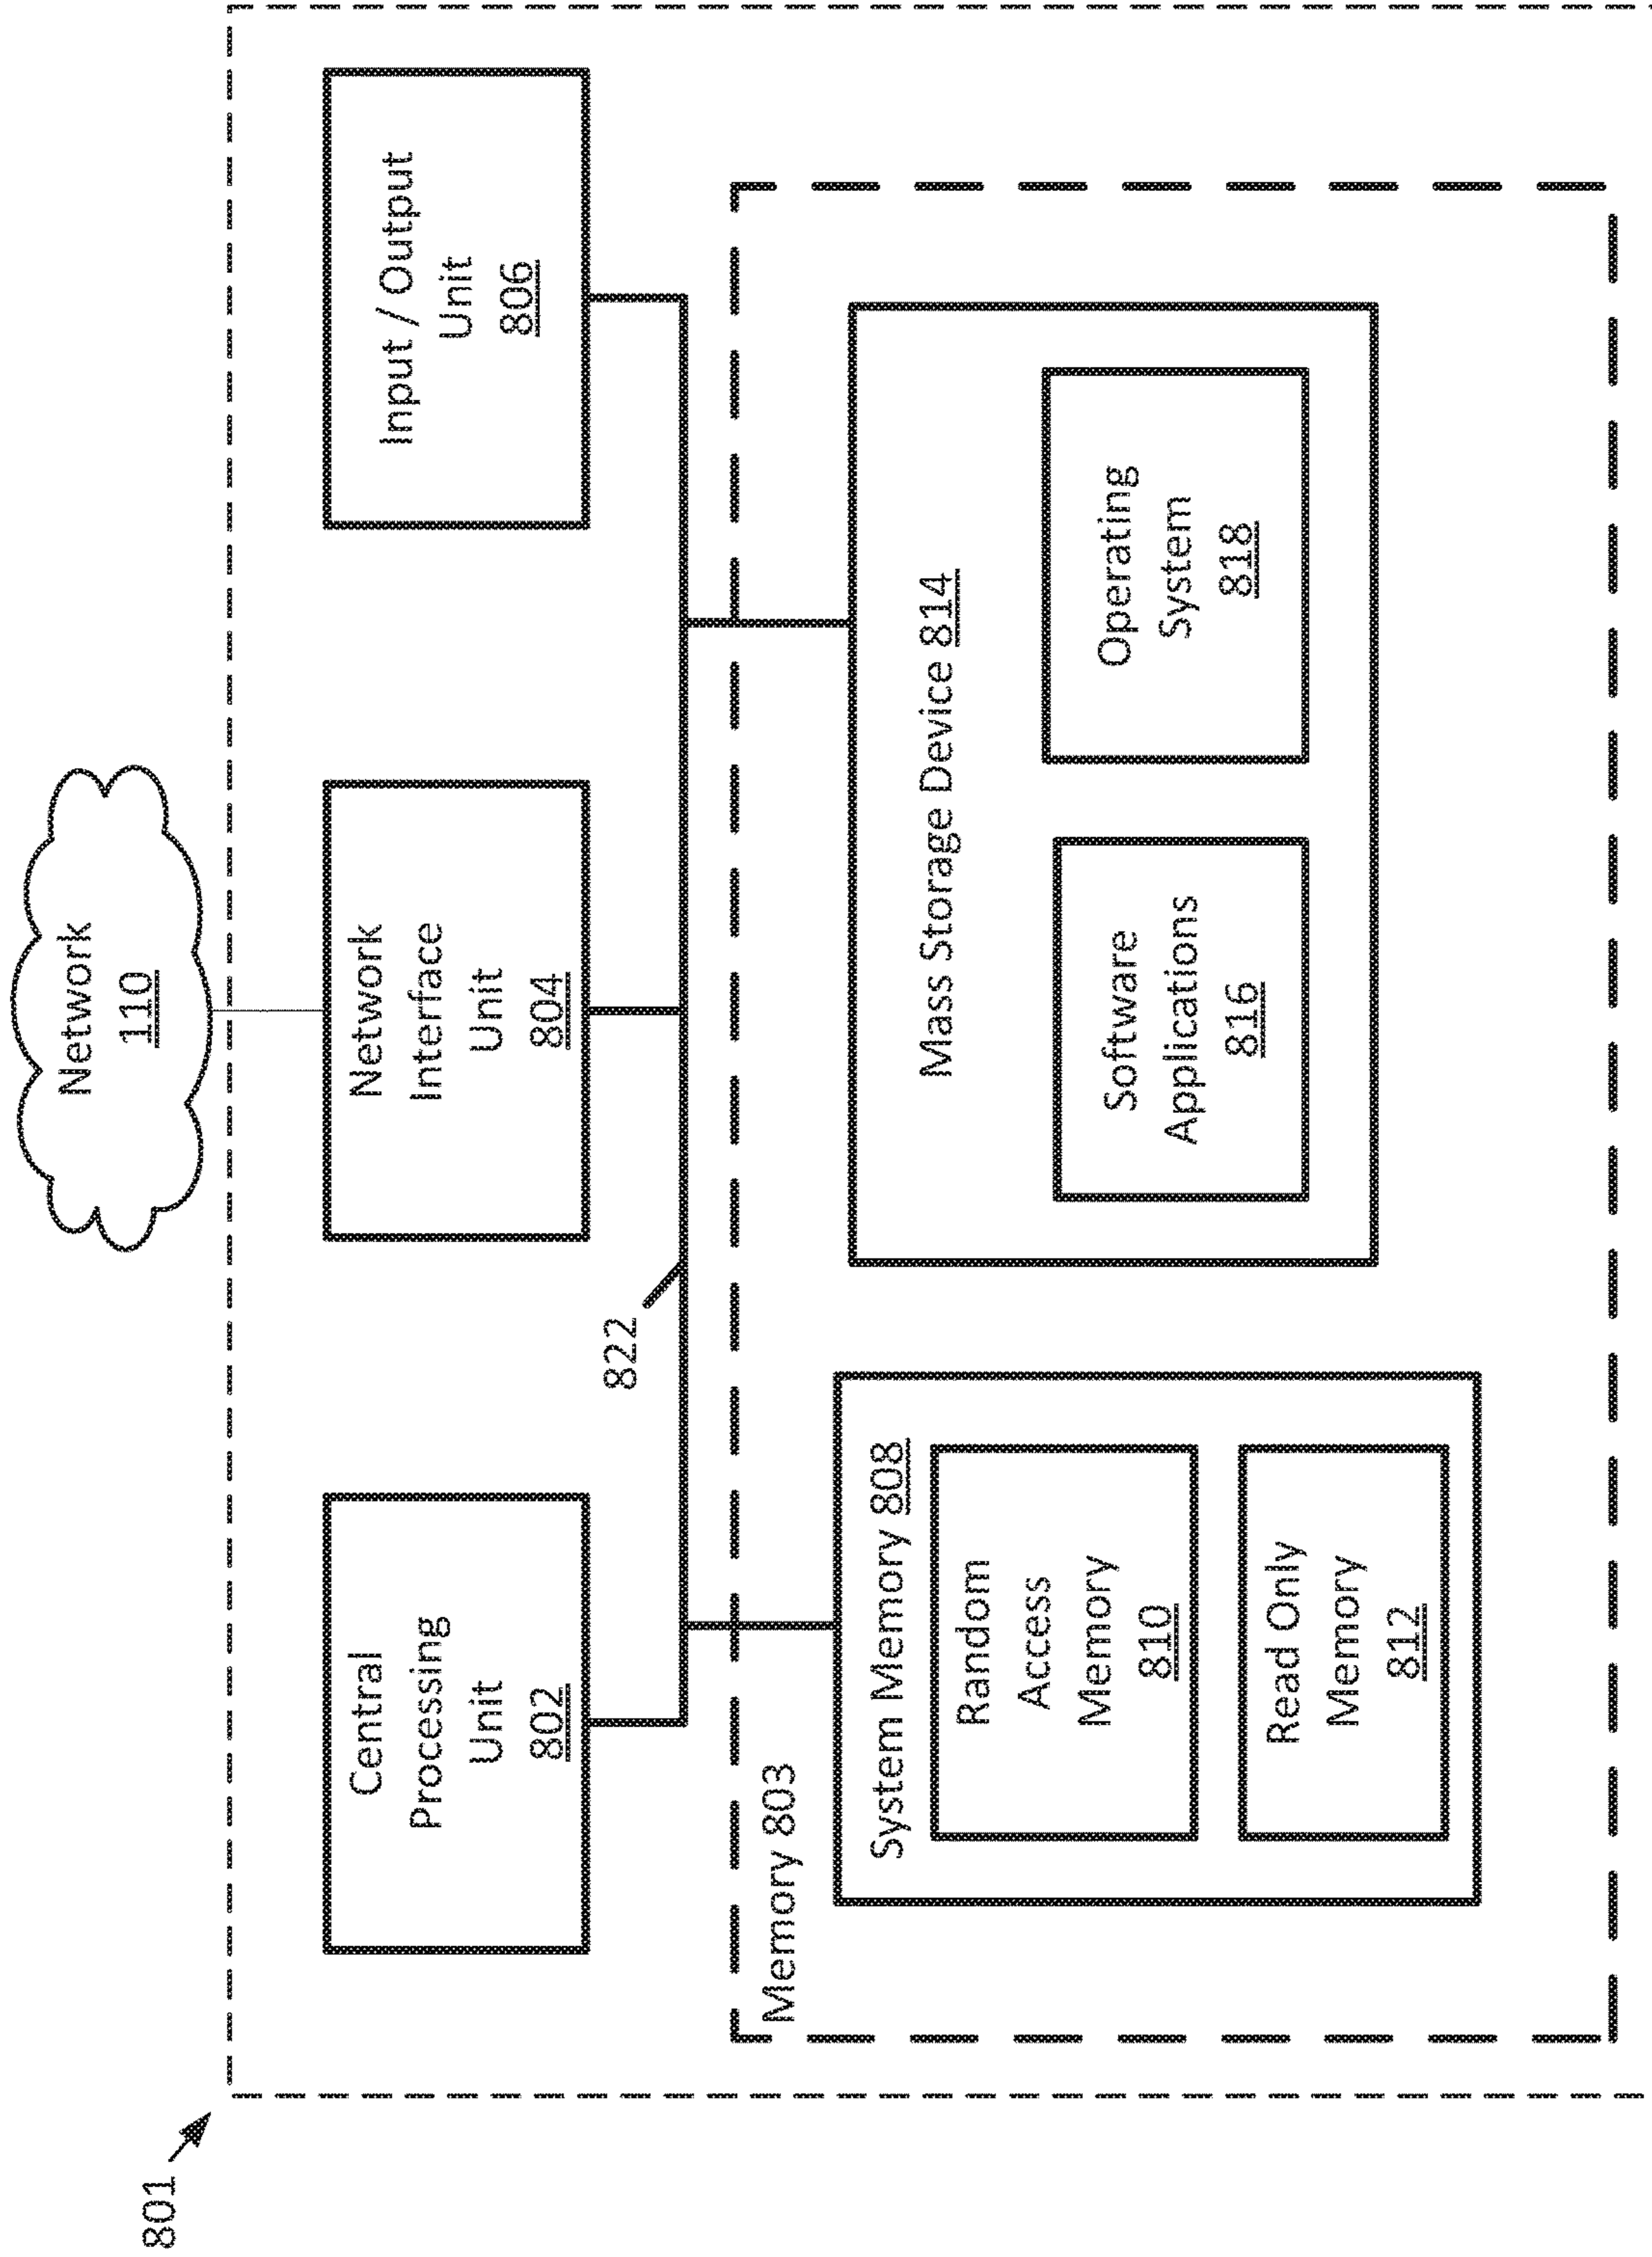 801
Network
110
Central
Processing
Unit
802
Network
Interface
Unit
804
Input / Output
Unit
806
822
Memory 803
System Memory 808
Random
Access
Memory
810
Read Only
Memory
812
Mass Storage Device 814
Software
Applications
816
Operating
System
818